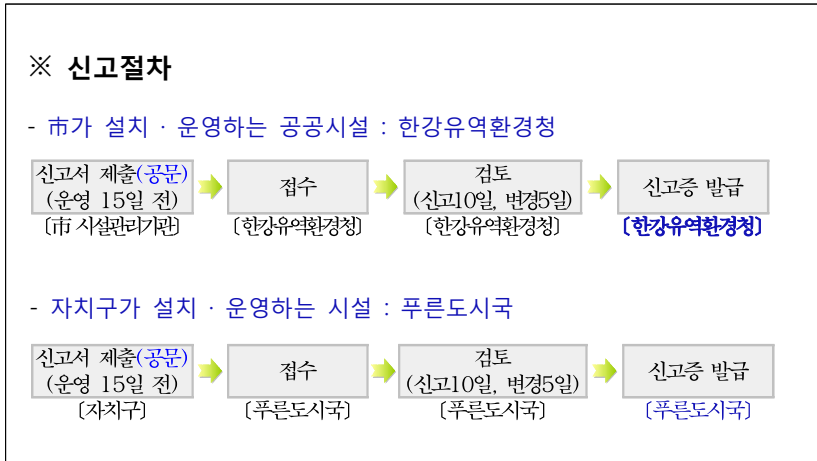 ※ 신고절차
- 市가 설치 · 운영하는 공공시설 : 한강유역환경청
신고서 제출(공문) 접수 검토 신고증 발급
(운영 15일 전) (신고10일, 변경5일)
〔市 시설관리기관〕 〔한강유역환경청〕 〔한강유역환경청〕 〔한강유역환경청〕
- 자치구가 설치 · 운영하는 시설 : 푸른도시국
신고서 제출(공문) 접수 검토 신고증 발급
(운영 15일 전) (신고10일, 변경5일)
〔자치구〕 〔푸른도시국〕 〔푸른도시국〕 〔푸른도시국〕